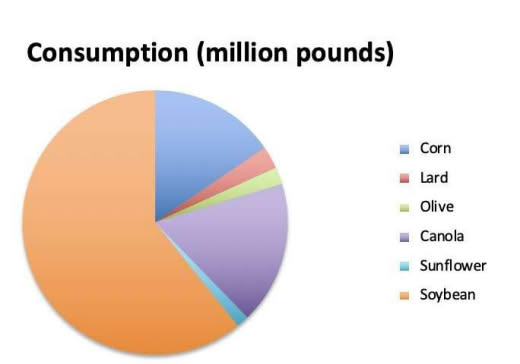 Consumption (million pounds)
Corn
Lard
Olive
Canola
Sunflower
Soybean